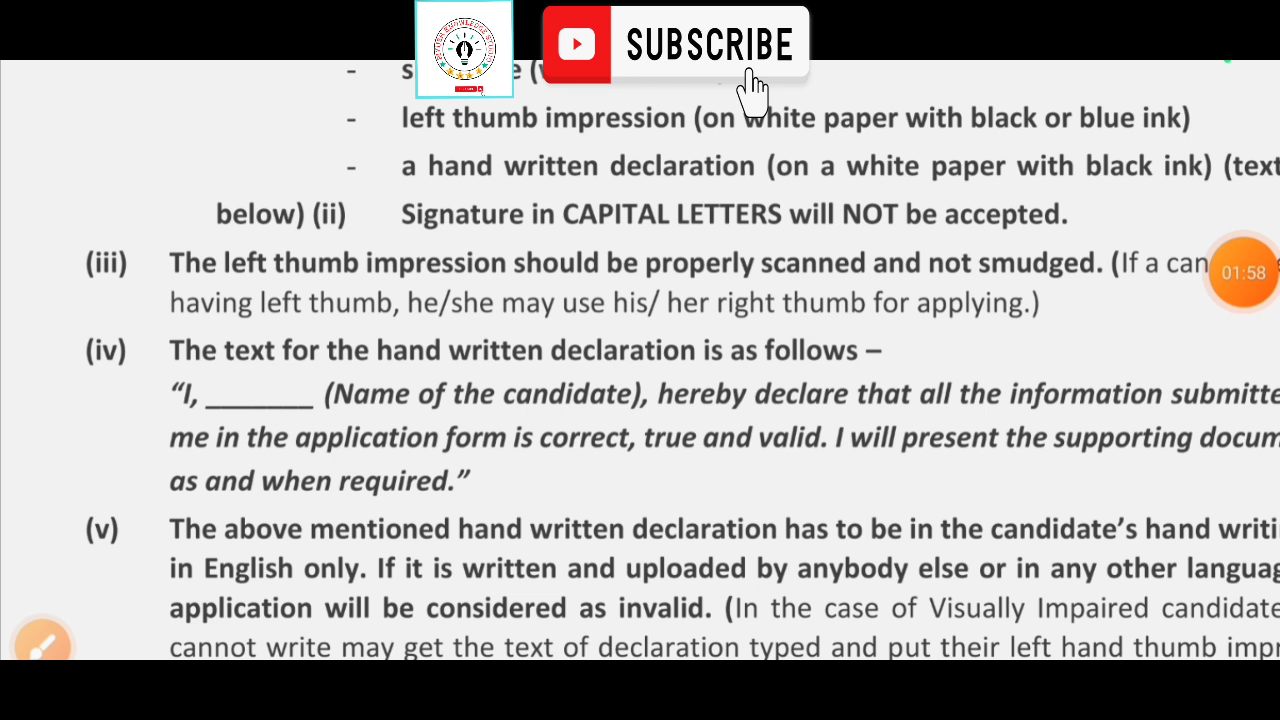 SUBSCRIBE
- left thumb impression (on white paper with black or blue ink)
- a hand written declaration (on a white paper with black ink) (text
below) (ii) Signature in CAPITAL LETTERS will NOT be accepted.
(iii) The left thumb impression should be properly scanned and not smudged. (If a can
01:58
having left thumb, he/she may use his/ her right thumb for applying.)
(iv) The text for the hand written declaration is as follows –
“I, _______ (Name of the candidate), hereby declare that all the information submitte
me in the application form is correct, true and valid. I will present the supporting docum
as and when required.”
(v) The above mentioned hand written declaration has to be in the candidate’s hand writi
in English only. If it is written and uploaded by anybody else or in any other languag
application will be considered as invalid. (In the case of Visually Impaired candidate
cannot write may get the text of declaration typed and put their left hand thumb impr